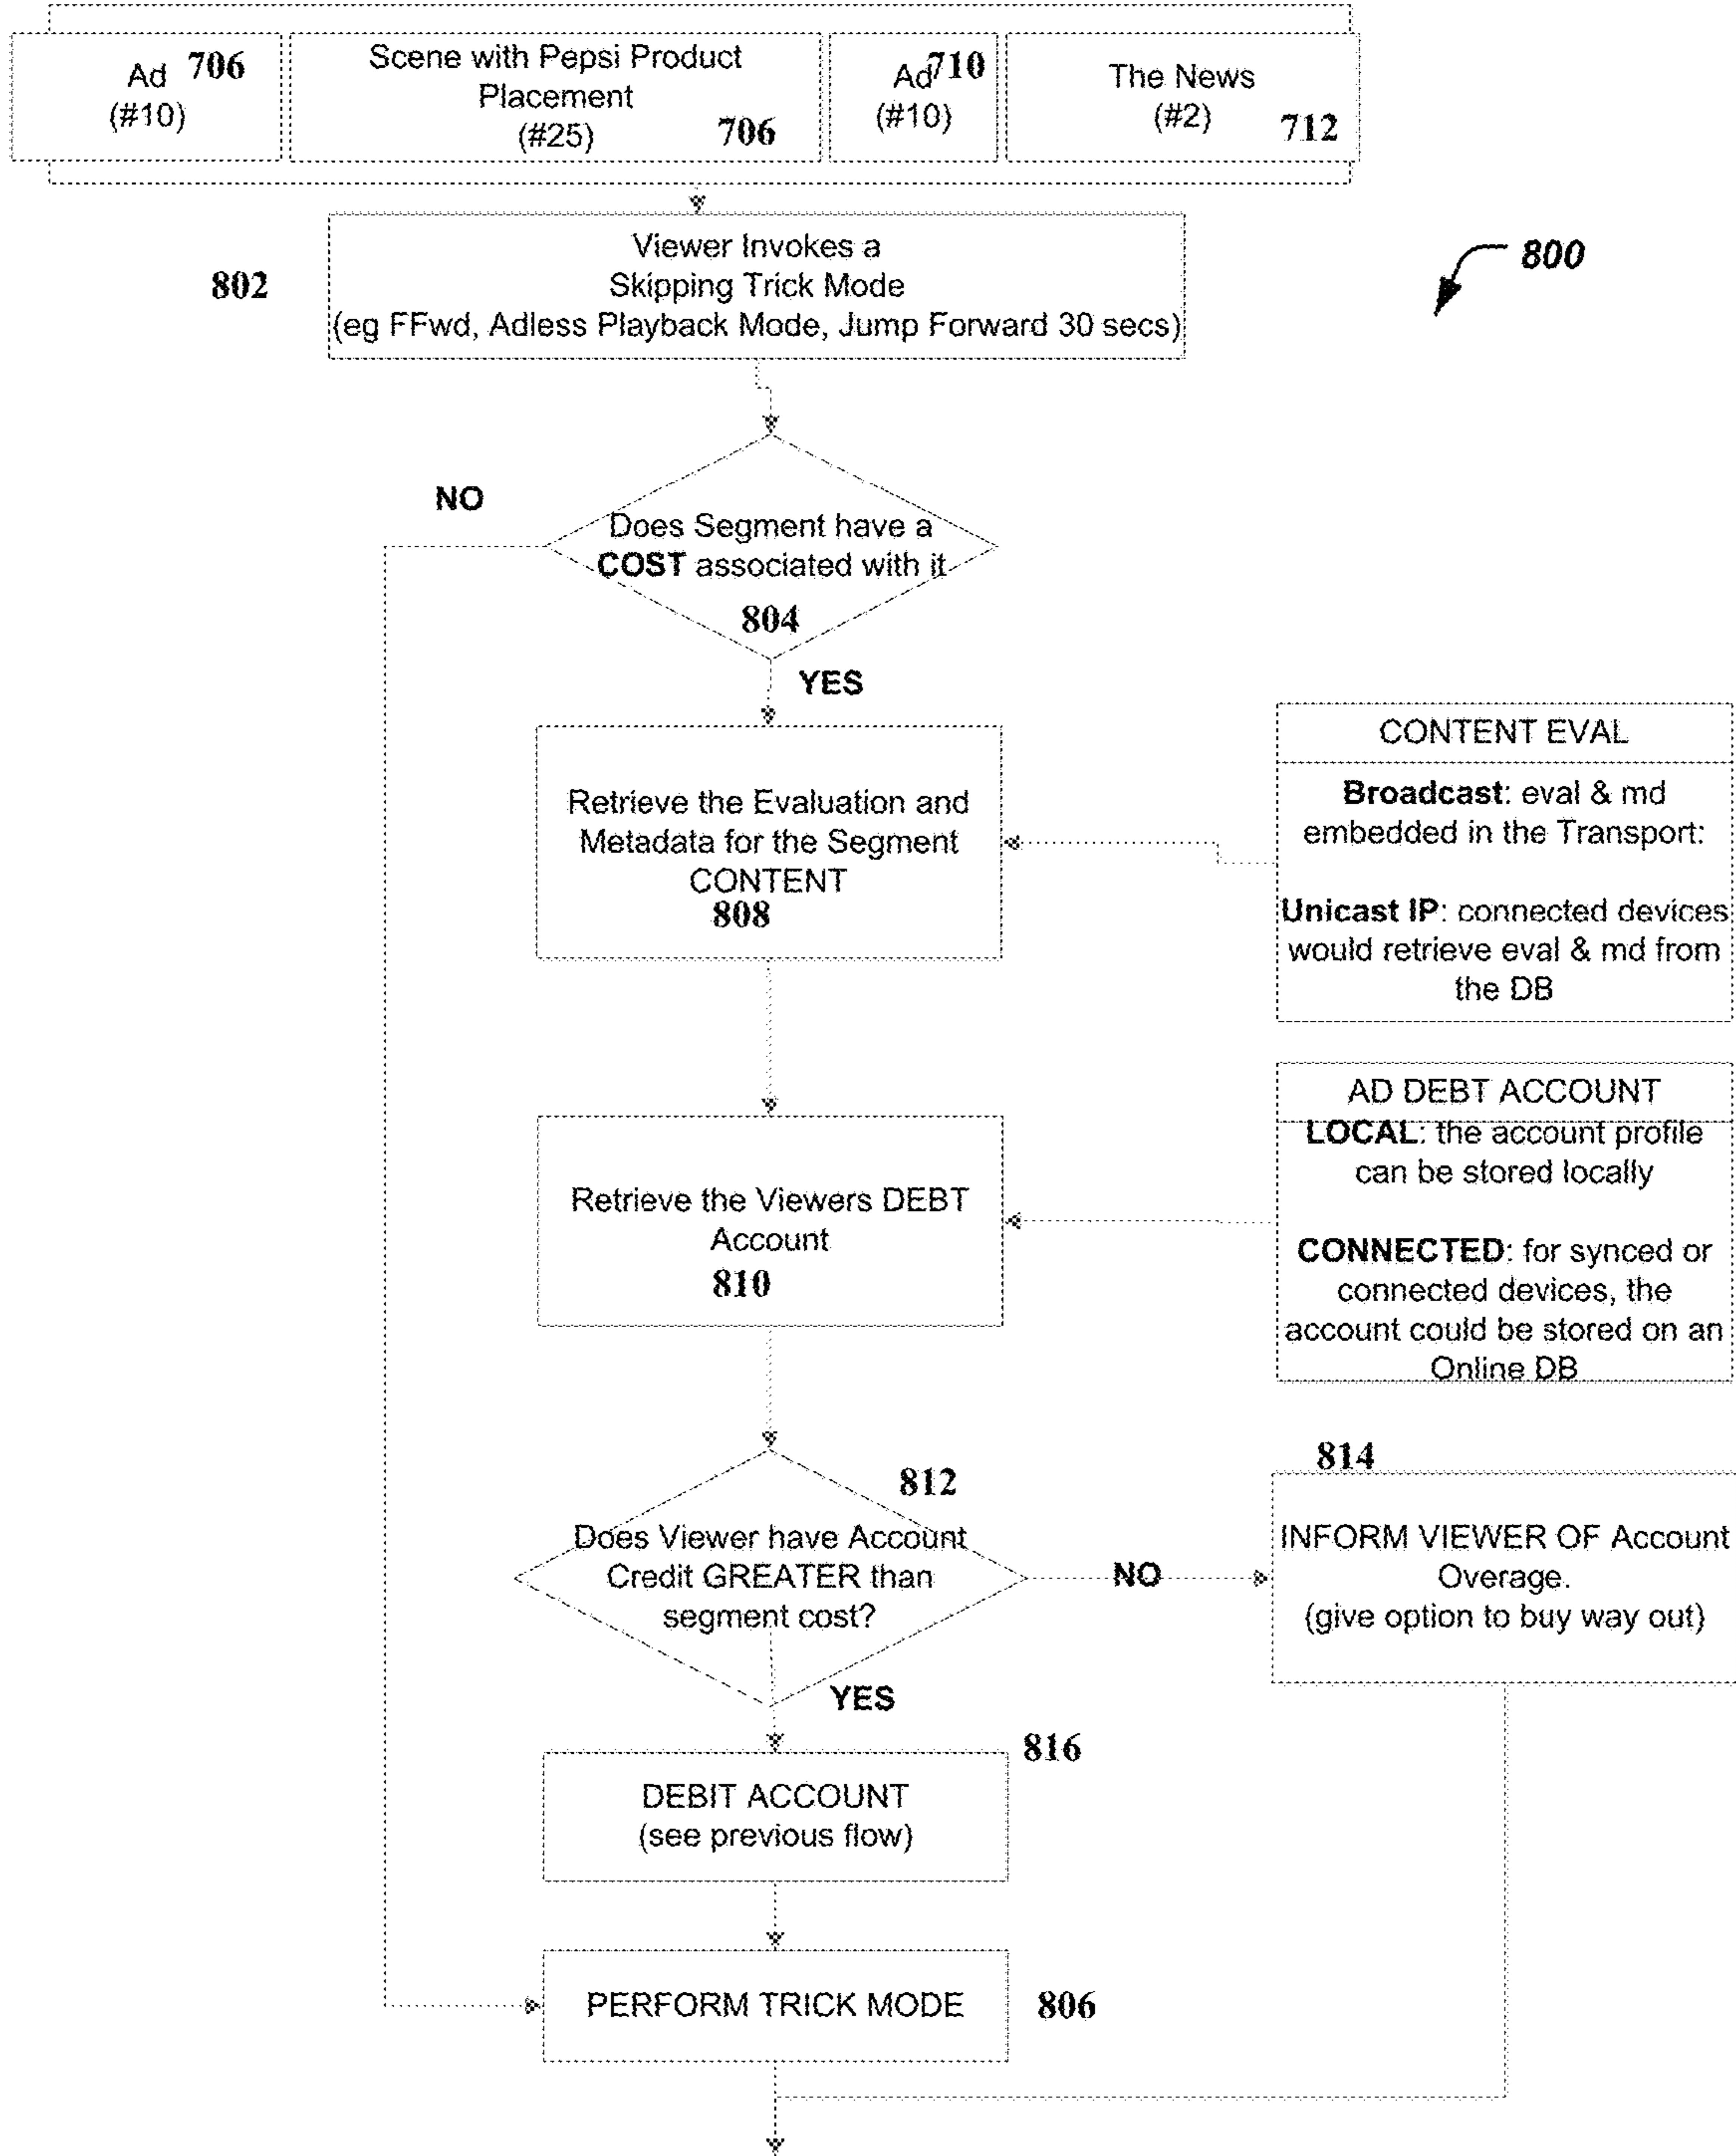 Ad 706
(#10)
Scene with Pepsi Product
Placement
(#25) 706
Ad 710
(#10)
The News
(#2)
712
Viewer Invokes a
Skipping Trick Mode
(eg FFwd, Adless Playback Mode, Jump Forward 30 secs)
802
800
NO
Does Segment have a
COST associated with it
804
YES
Retrieve the Evaluation and
Metadata for the Segment
CONTENT
808
CONTENT EVAL
Broadcast: eval & md
embedded in the Transport:
Unicast IP: connected devices
would retrieve eval & md from
the DB
Retrieve the Viewers DEBT
Account
810
AD DEBT ACCOUNT
LOCAL: the account profile
can be stored locally
CONNECTED: for synced or
connected devices, the
account could be stored on an
Online DB
812
Does Viewer have Account
Credit GREATER than
segment cost?
NO
814
INFORM VIEWER OF Account
Overage.
(give option to buy way out)
YES
816
DEBIT ACCOUNT
(see previous flow)
PERFORM TRICK MODE
806